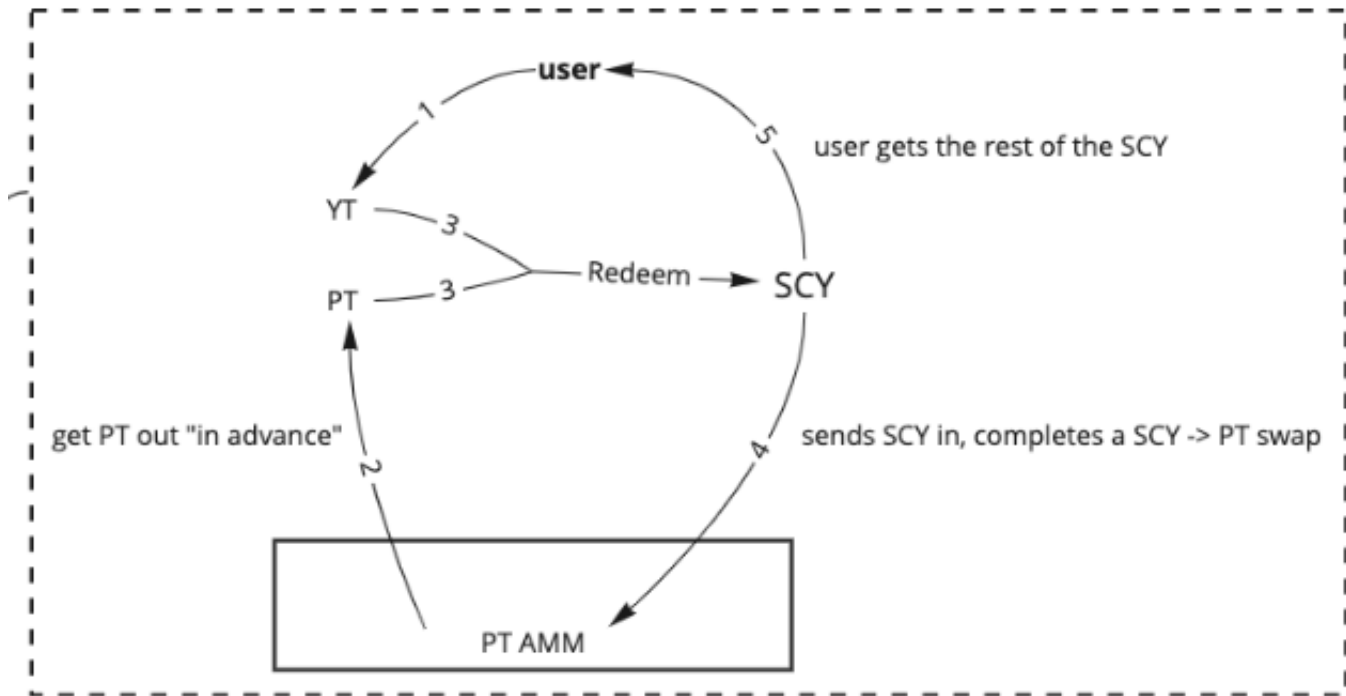 user
1
5
user gets the rest of the SCY
YT
3
Redeem
SCY
PT
3
get PT out "in advance"
sends SCY in, completes a SCY -> PT swap
2
4
PT AMM